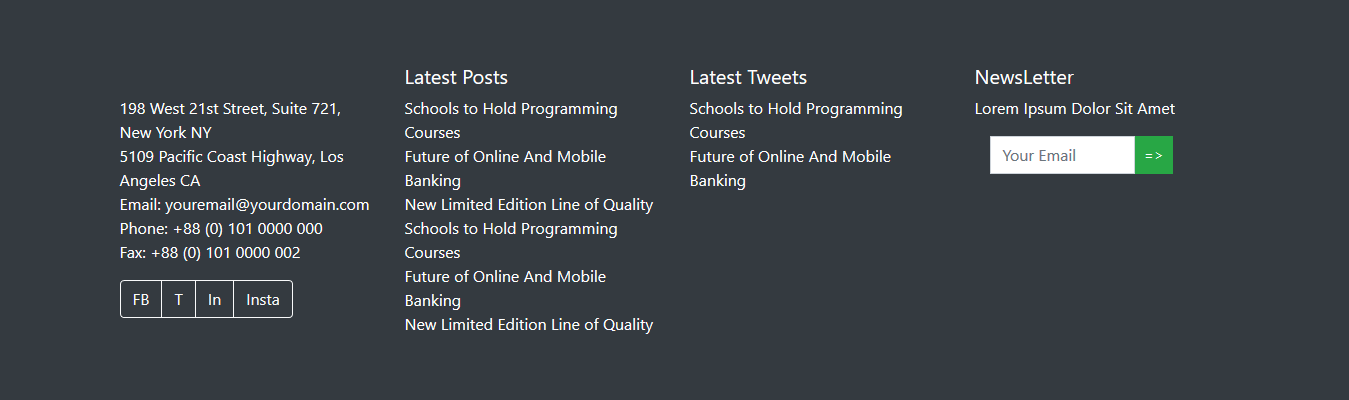 198 West 21st Street, Suite 721,
New York NY
5109 Pacific Coast Highway, Los
Angeles CA
Email: youremail@yourdomain.com
Phone: +88 (0) 101 0000 000
Fax: +88 (0) 101 0000 002
FB T In Insta
Latest Posts
Schools to Hold Programming
Courses
Future of Online And Mobile
Banking
New Limited Edition Line of Quality
Schools to Hold Programming
Courses
Future of Online And Mobile
Banking
New Limited Edition Line of Quality
Latest Tweets
Schools to Hold Programming
Courses
Future of Online And Mobile
Banking
NewsLetter
Lorem Ipsum Dolor Sit Amet
Your Email =>